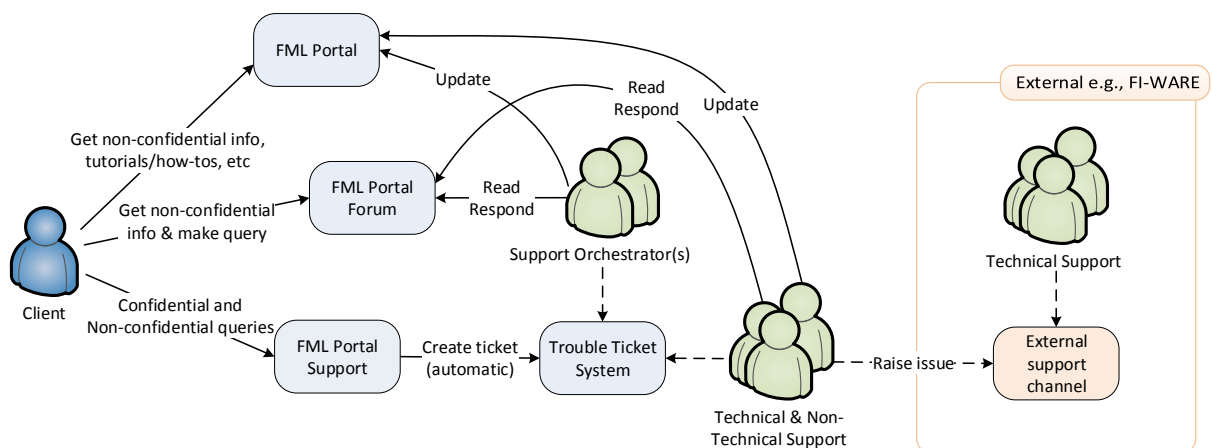 FML Portal
Update
Read
Respond
Update
External e.g., FI-WARE
Get non-confidential info,
tutorials/how-tos, etc
FML Portal
Forum
Read
Respond
Get non-confidential
info & make query
Support Orchestrator(s)
Technical Support
Client
Confidential and
Non-confidential queries
FML Portal
Support
Create ticket
(automatic)
Trouble Ticket
System
Raise issue
External
support
channel
Technical & Non-
Technical Support